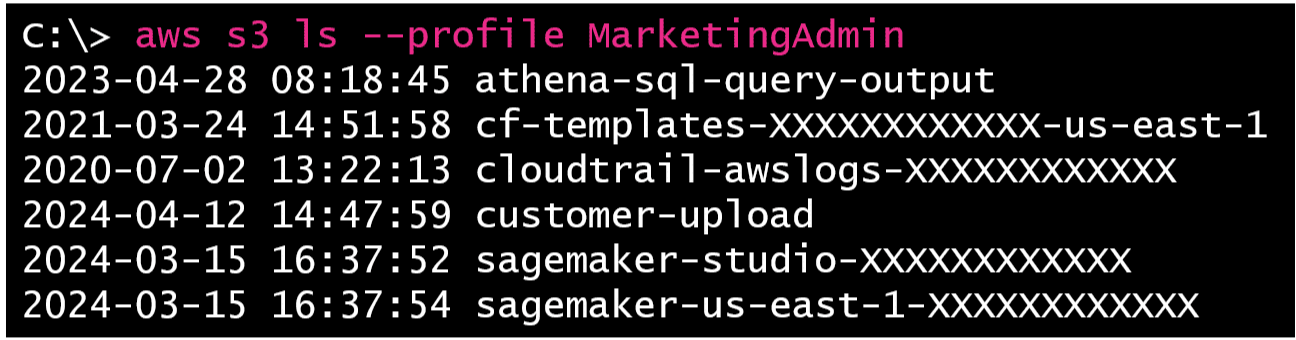 C:\> aws s3 ls --profile MarketingAdmin
2023-04-28 08:18:45 athena-sql-query-output
2021-03-24 14:51:58 cf-templates-XXXXXXXXXXXX-us-east-1
2020-07-02 13:22:13 cloudtrail-awslogs-XXXXXXXXXXXX
2024-04-12 14:47:59 customer-upload
2024-03-15 16:37:52 sagemaker-studio-XXXXXXXXXXXX
2024-03-15 16:37:54 sagemaker-us-east-1-XXXXXXXXXXXX